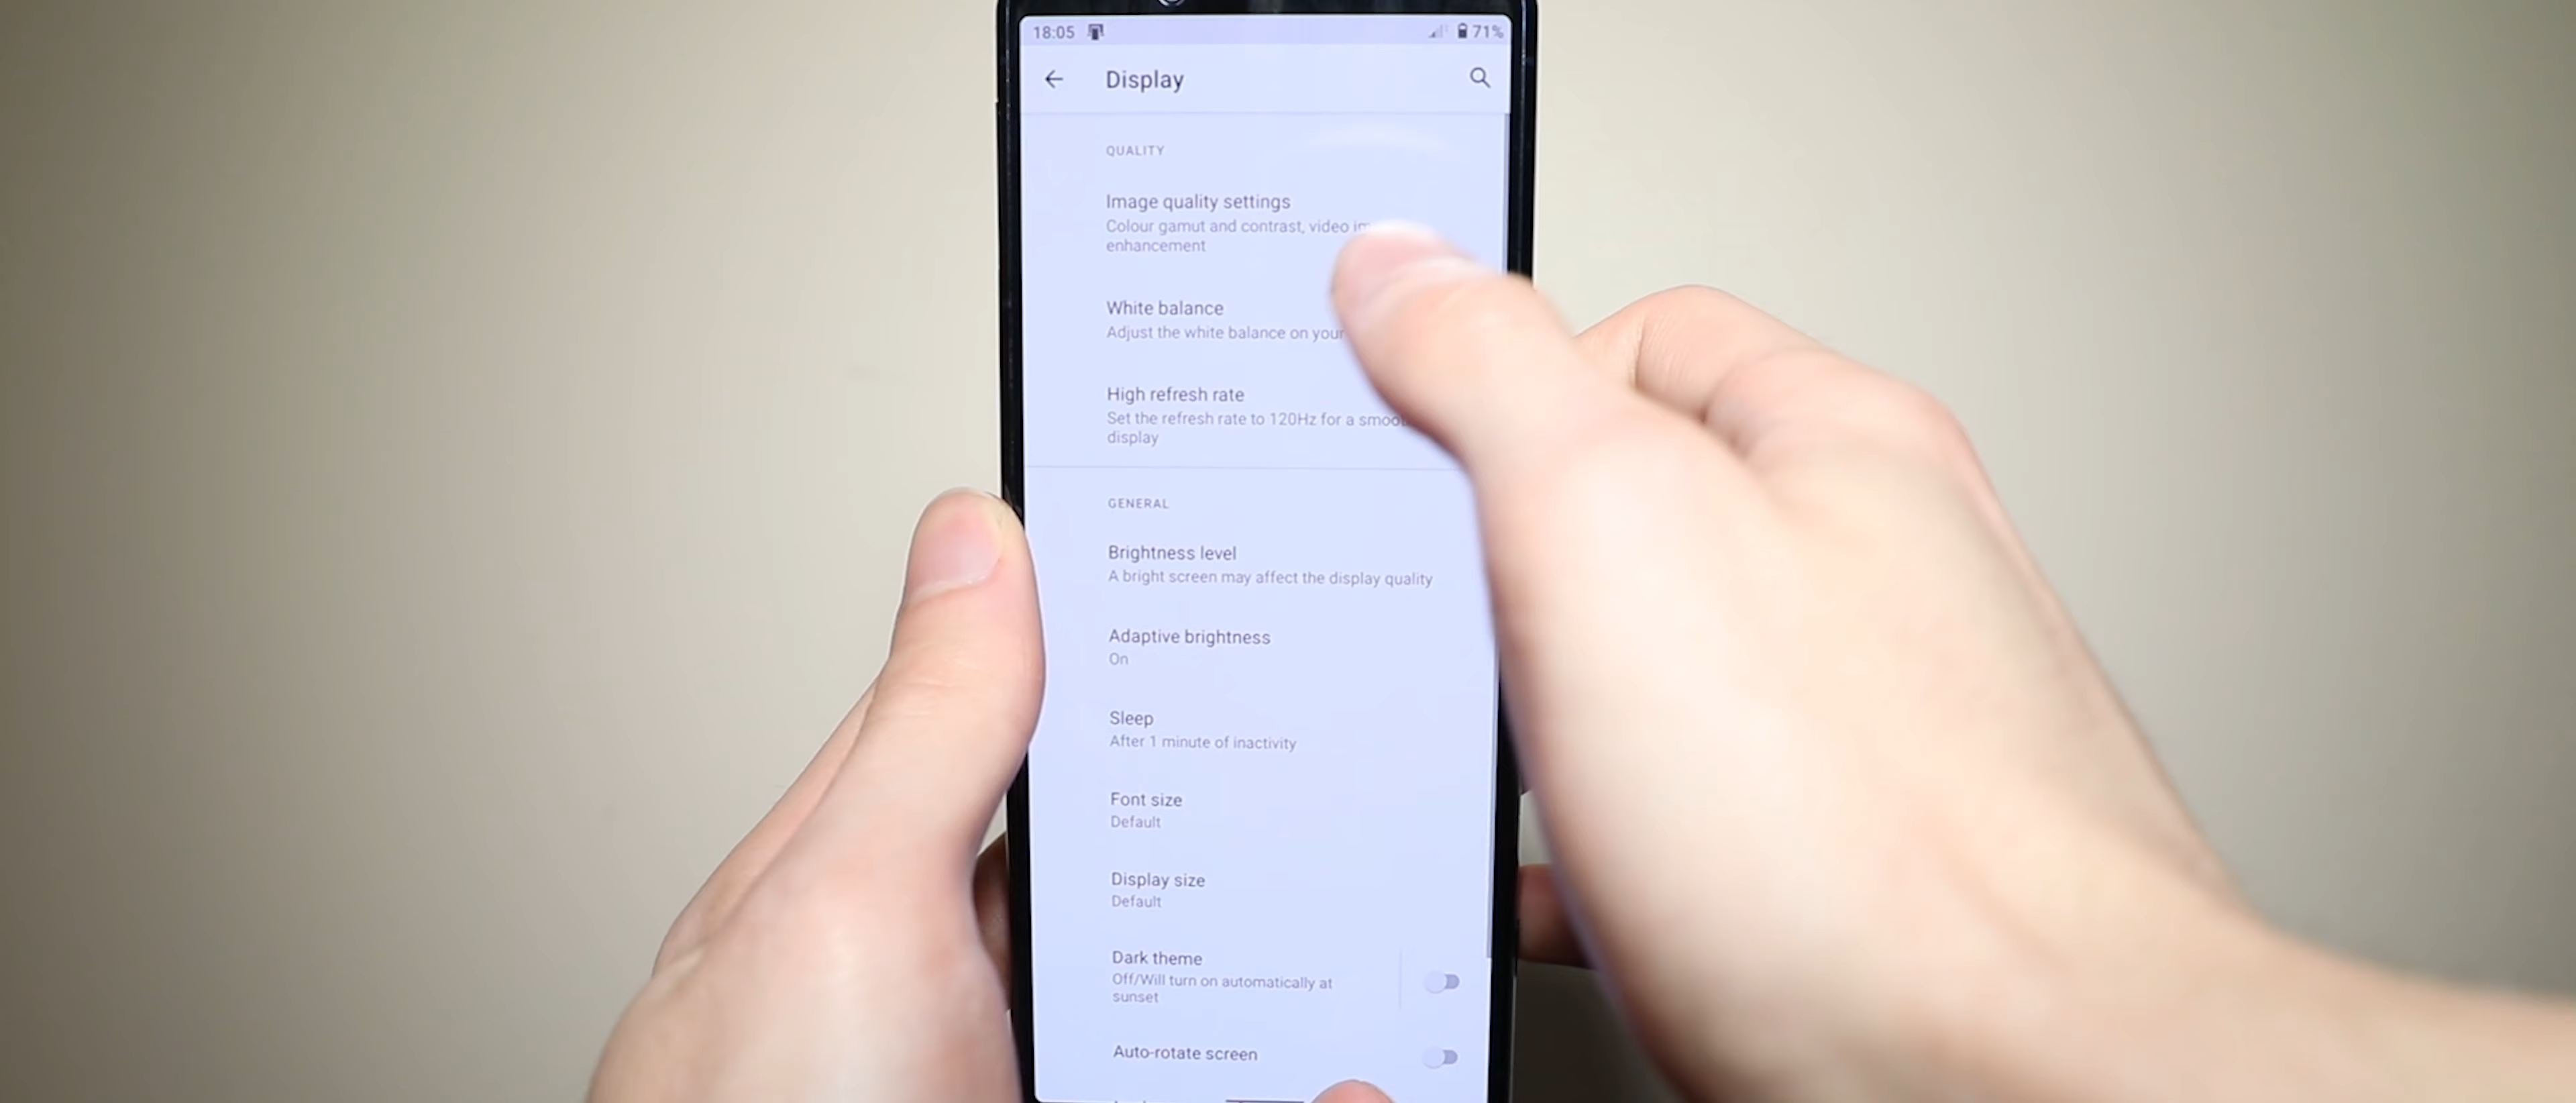 18:05 71%
Display
QUALITY
Image quality settings
Colour gamut and contrast, video
enhancement
White balance
Adjust the white balance on your
High refresh rate
Set the refresh rate to 120Hz for a
display
GENERAL
Brightness level
A bright screen may affect the display quality
Adaptive brightness
On
Sleep
After 1 minute of inactivity
Font size
Default
Display size
Default
Dark theme
Off/Will turn on automatically at
sunset
Auto-rotate screen